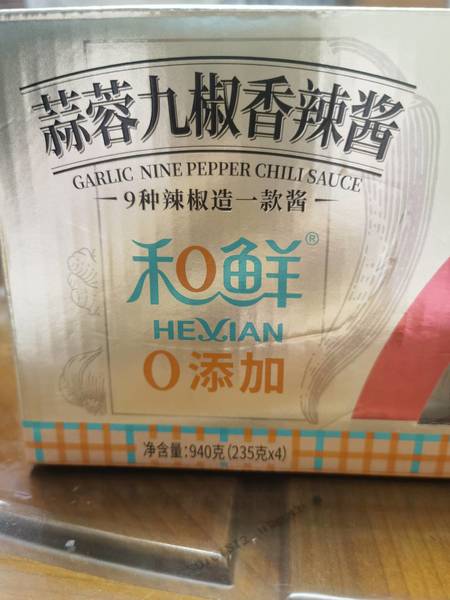 蒜蓉九椒香辣酱
GARLIC NINE PEPPER CHILI SAUCE
9种辣椒造一款酱
和鲜®
HEXIAN
0添加
净含量:940克(235克x4)